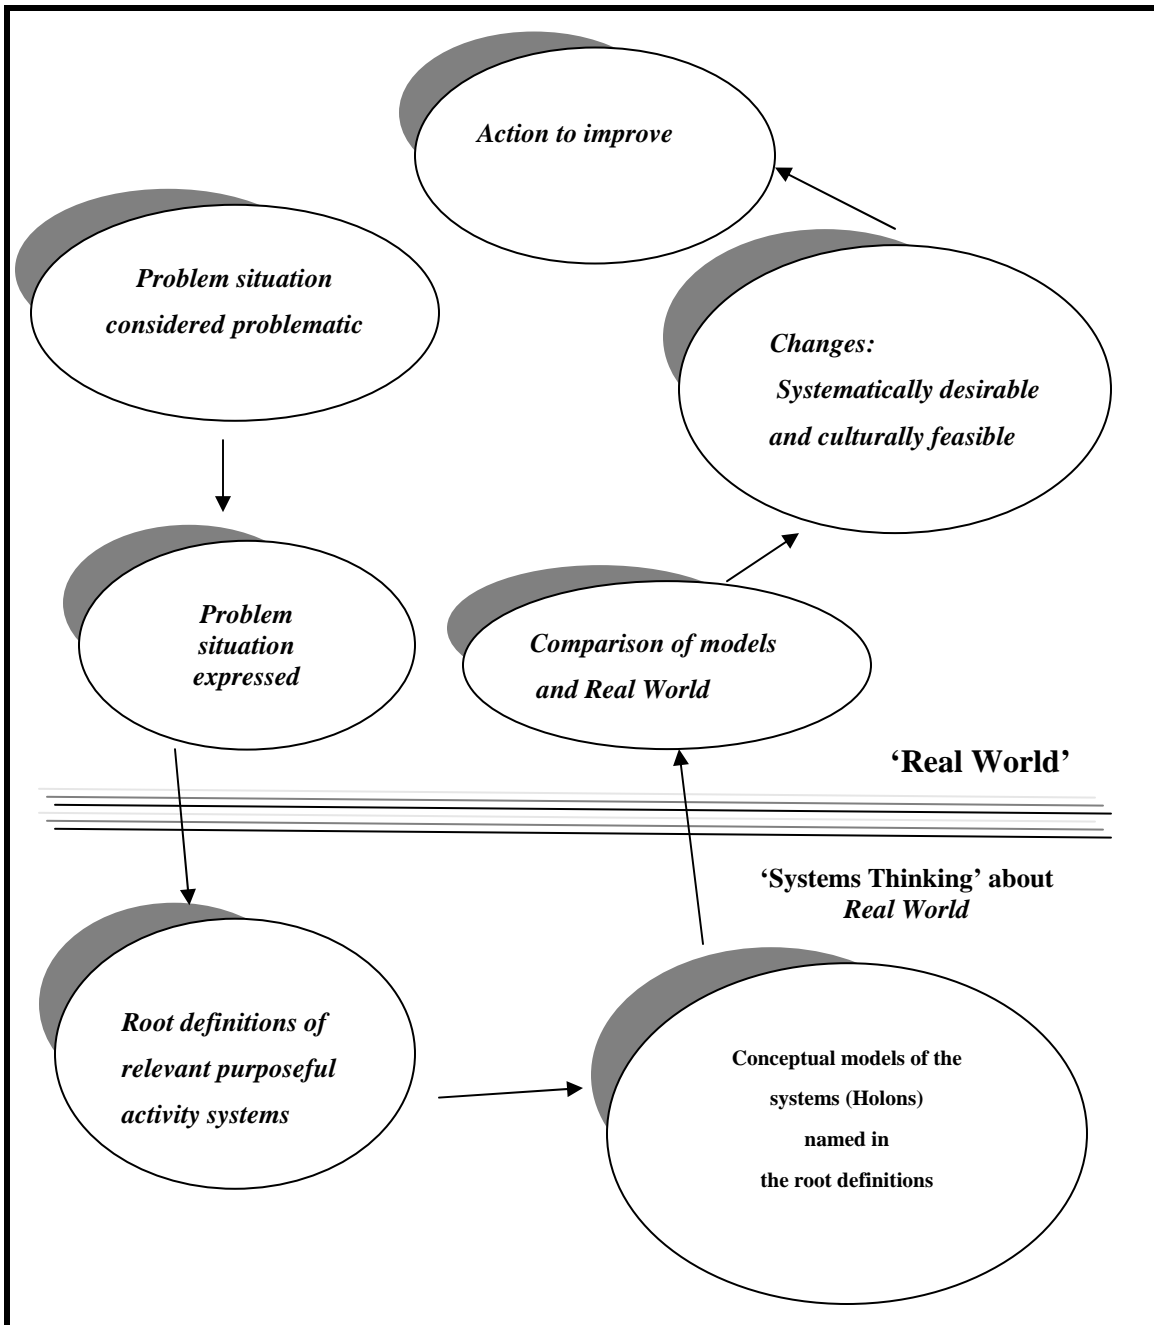 Action to improve
Problem situation
considered problematic
Changes:
Systematically desirable
and culturally feasible
Problem
situation
expressed
Comparison of models
and Real World
‘Real World’
‘Systems Thinking’ about
Real World
Root definitions of
relevant purposeful
activity systems
Conceptual models of the
systems (Holons)
named in
the root definitions